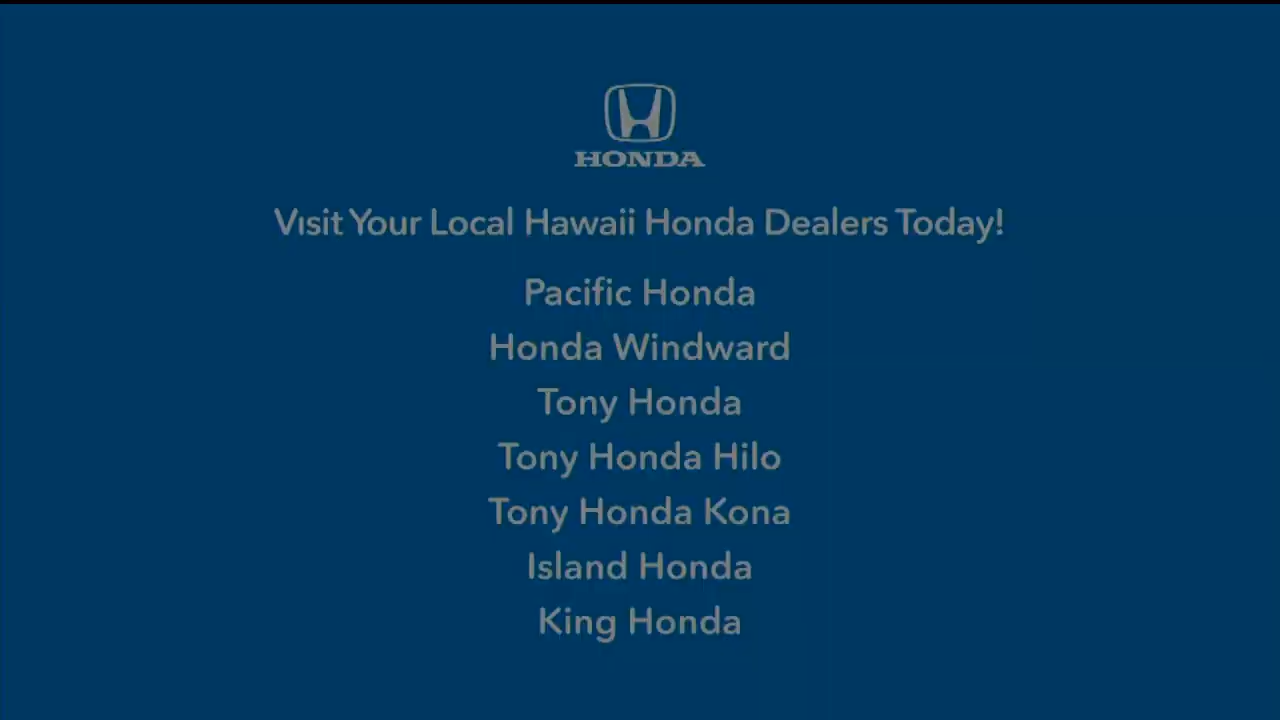 HONDA
Visit Your Local Hawaii Honda Dealers Today!
Pacific Honda
Honda Windward
Tony Honda
Tony Honda Hilo
Tony Honda Kona
Island Honda
King Honda